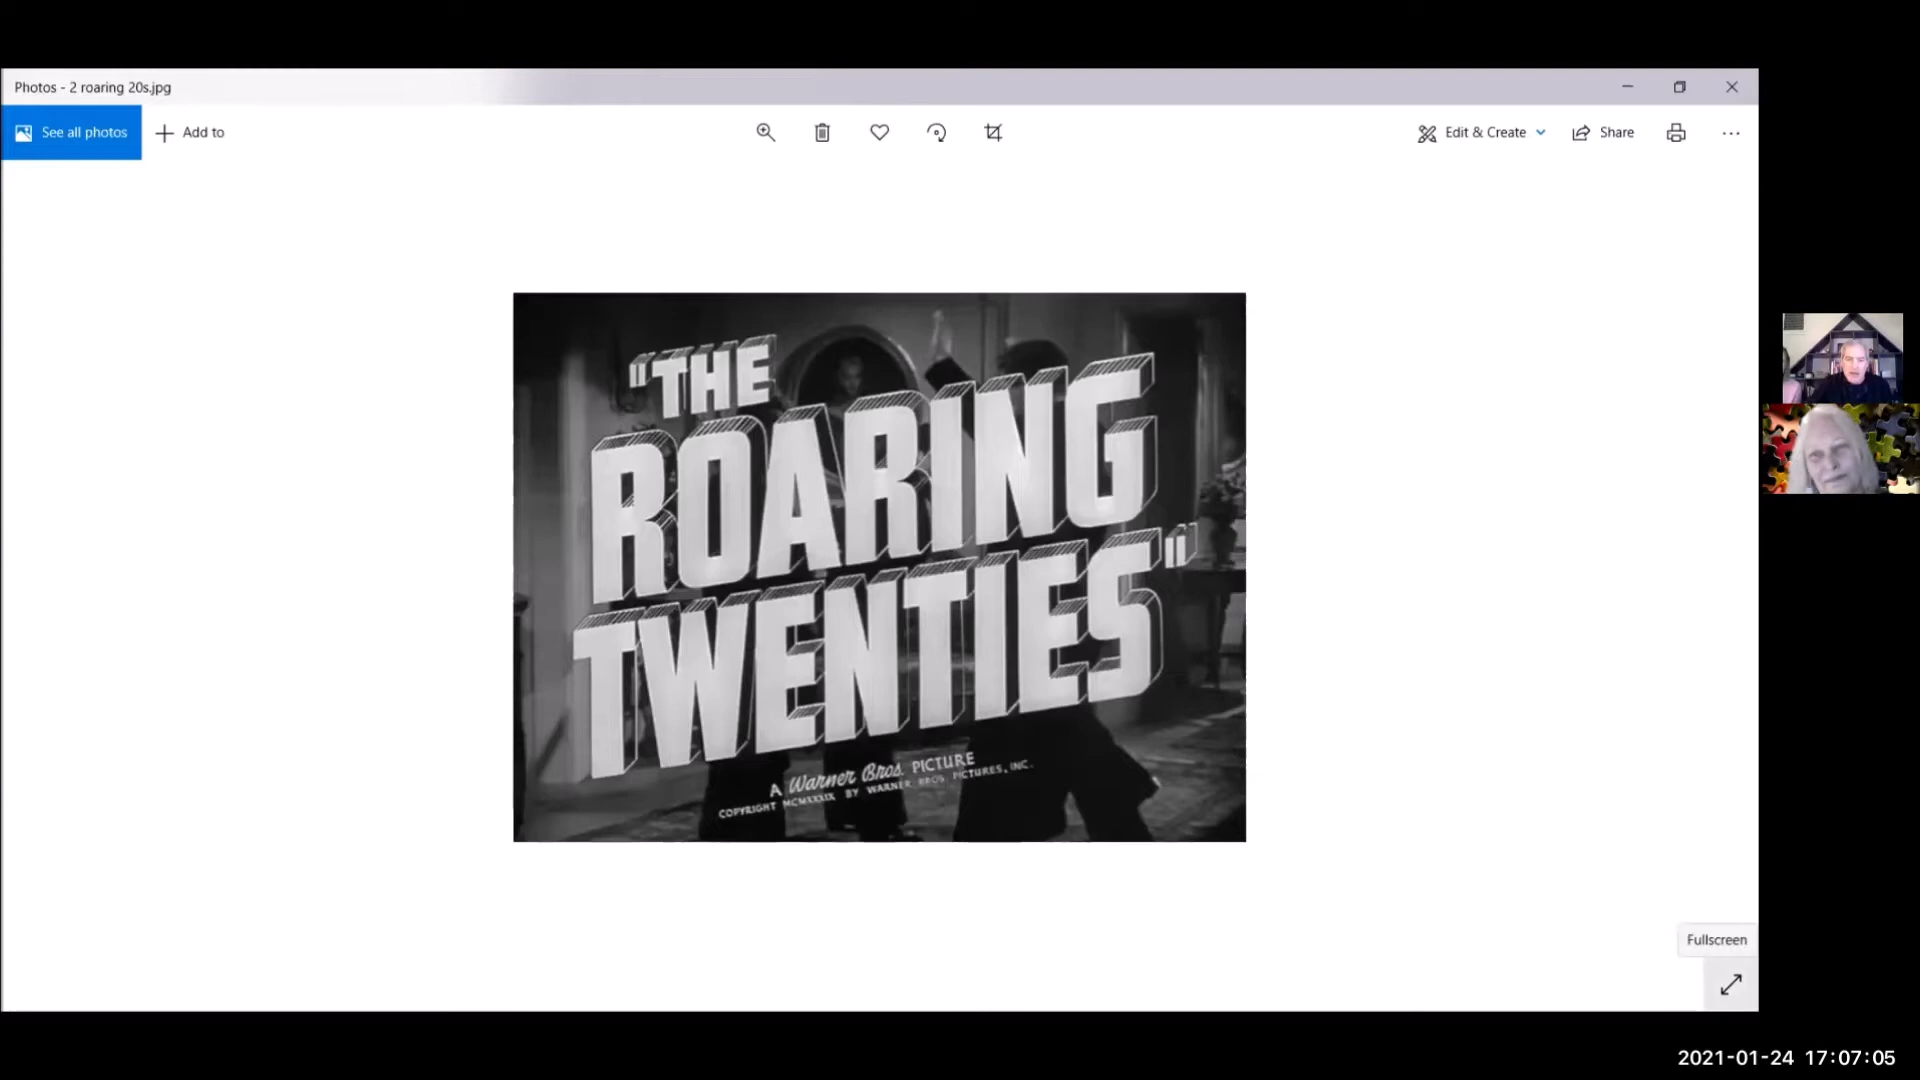 Photos - 2 roaring 20s.jpg
See all photos
Add to
Edit & Create
Share
"THE
ROARING
TWENTIES"
A Warner Bros. PICTURE
COPYRIGHT MCMXXXIX BY WARNER BROS. PICTURES, INC.
Fullscreen
2021-01-24 17:07:05